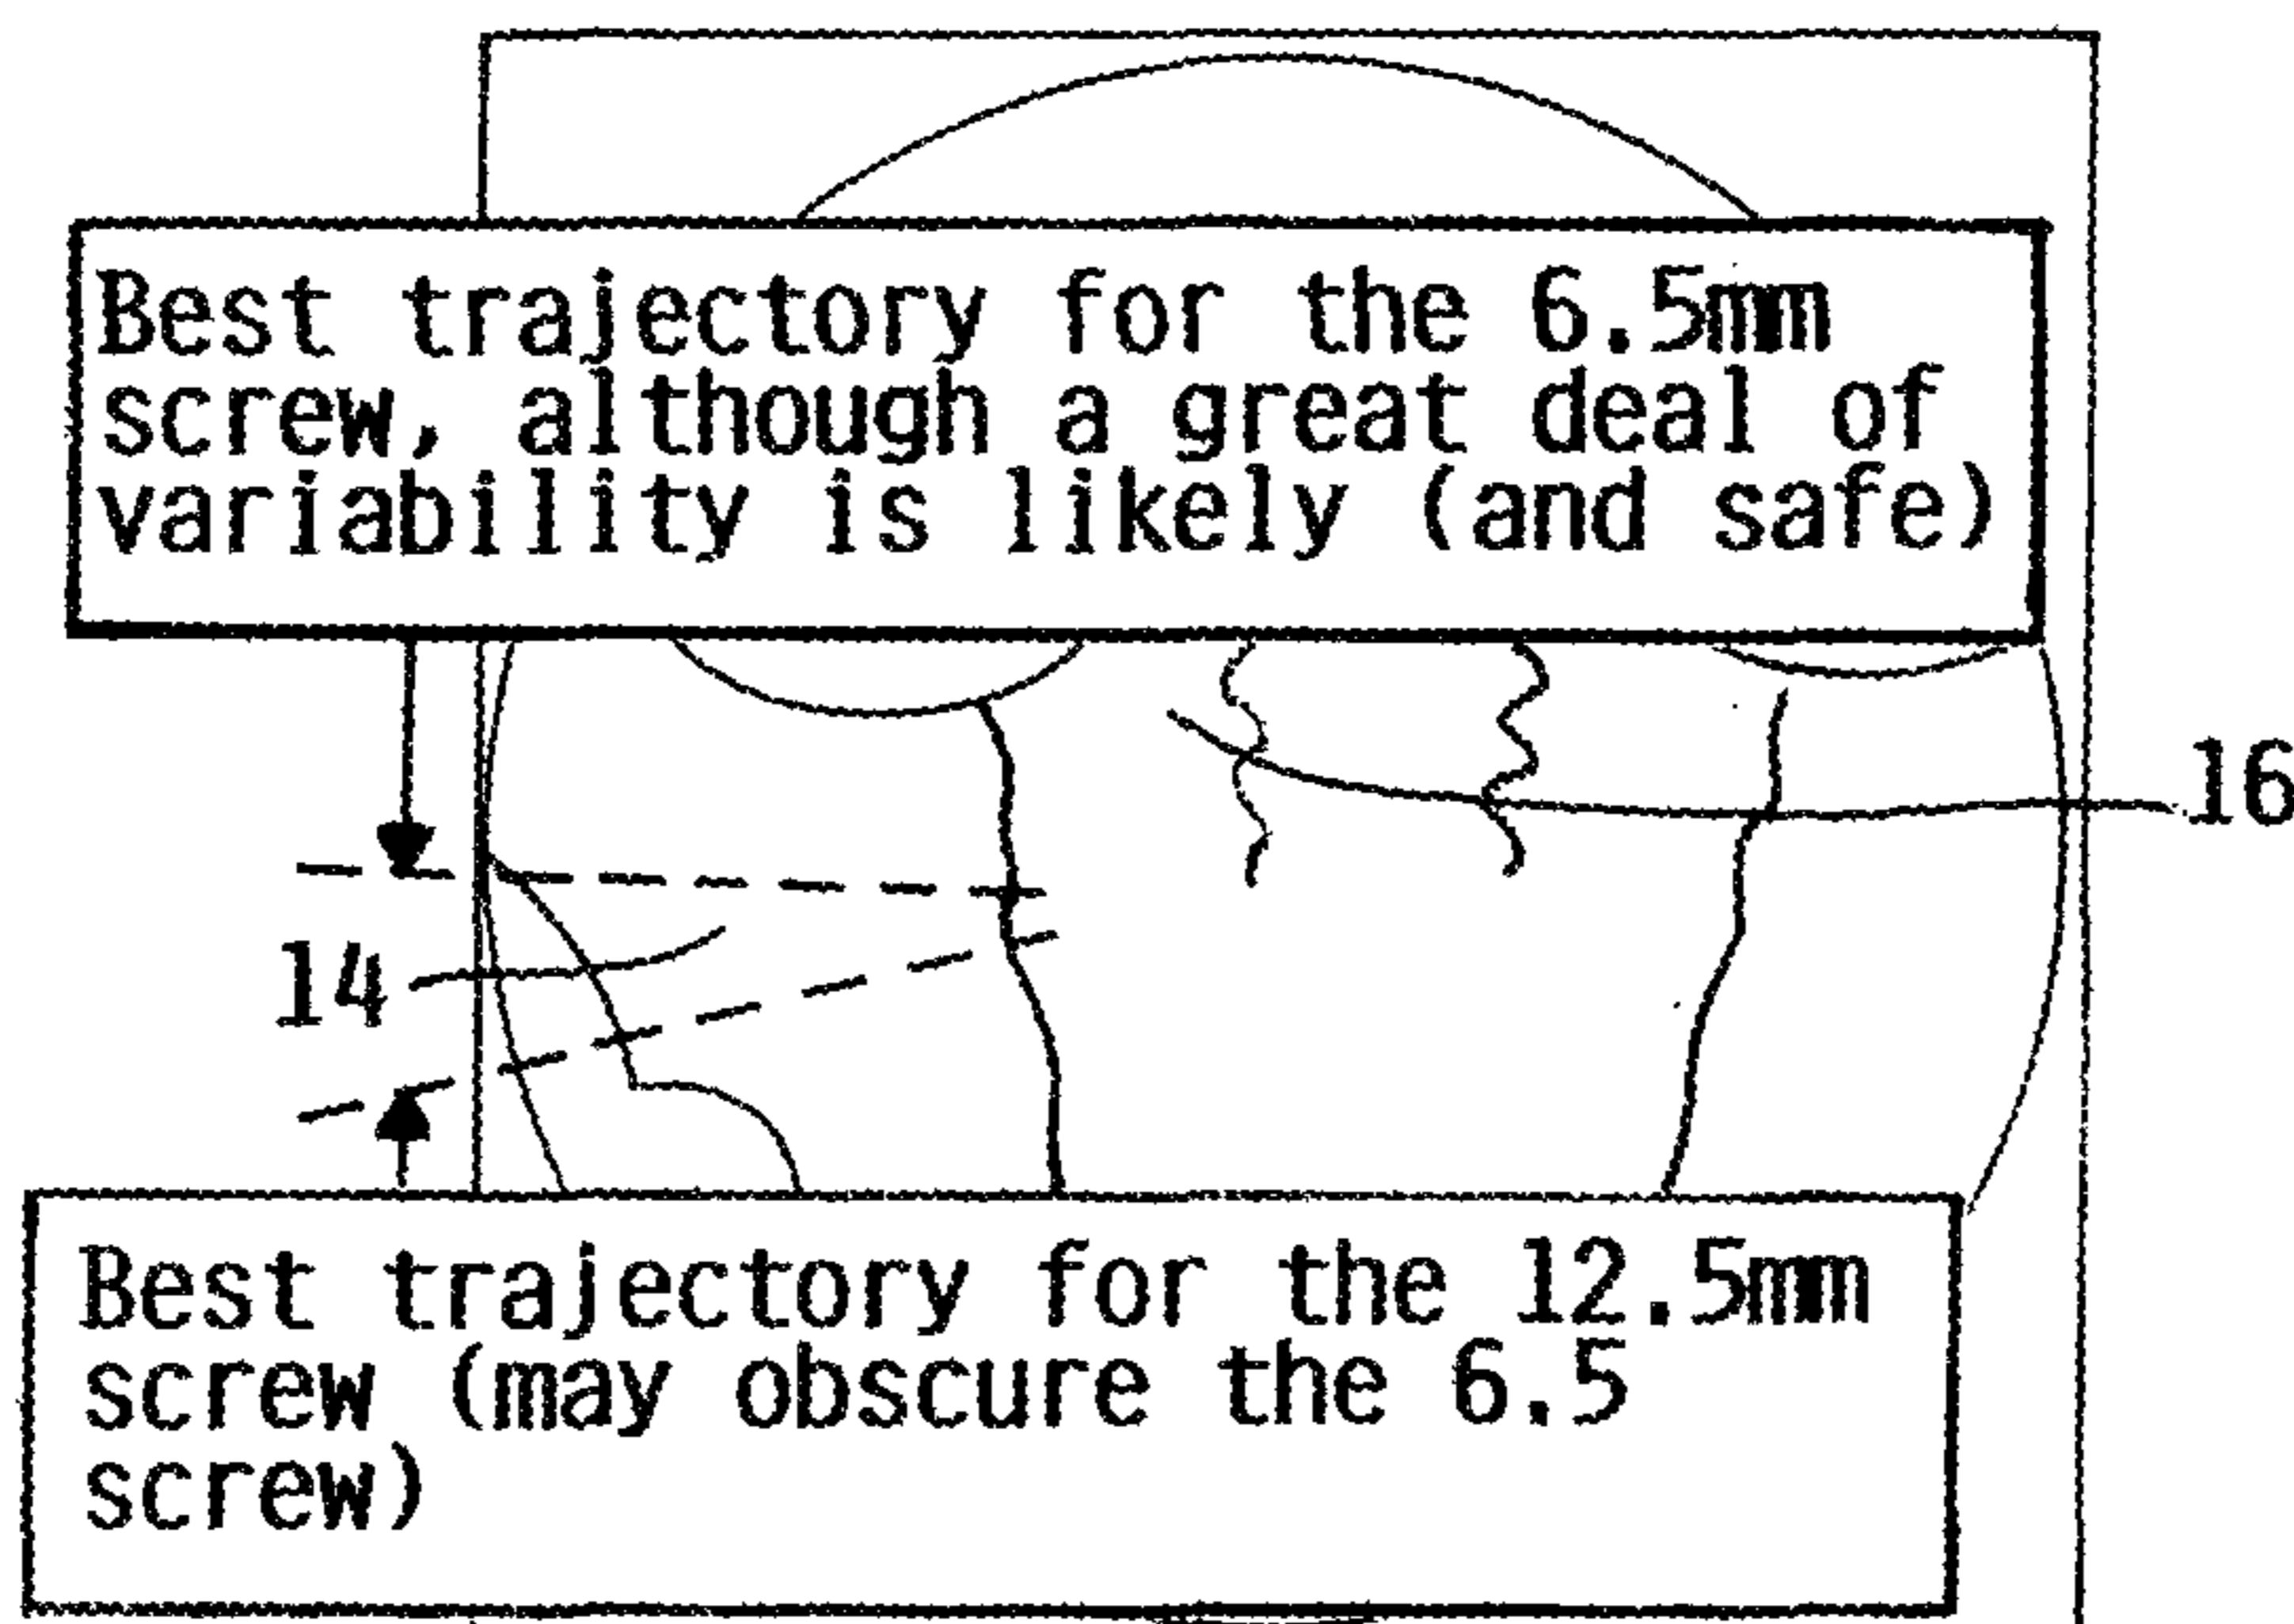 Best trajectory for the 6.5mm
screw, although a great deal of
variability is likely (and safe)
16
14
Best trajectory for the 12.5mm
screw (may obscure the 6.5
screw)